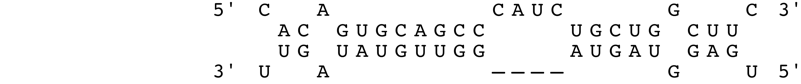 5' C A CAUC G C 3'
AC GUGCAGCC UGCUG CUU
UG UAUGUUGG AUGAU GAG
3' U A ---- G U 5'